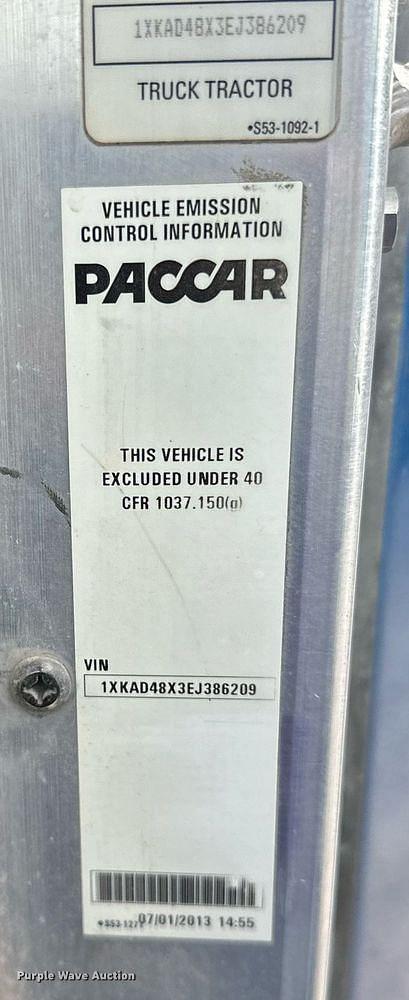 1XKAD48X3EJ386209
TRUCK TRACTOR
•S53-1092-1
VEHICLE EMISSION
CONTROL INFORMATION
PACCAR
THIS VEHICLE IS
EXCLUDED UNDER 40
CFR 1037.150(g)
VIN
1XKAD48X3EJ386209
07/01/2013 14:55
Purple Wave Auction